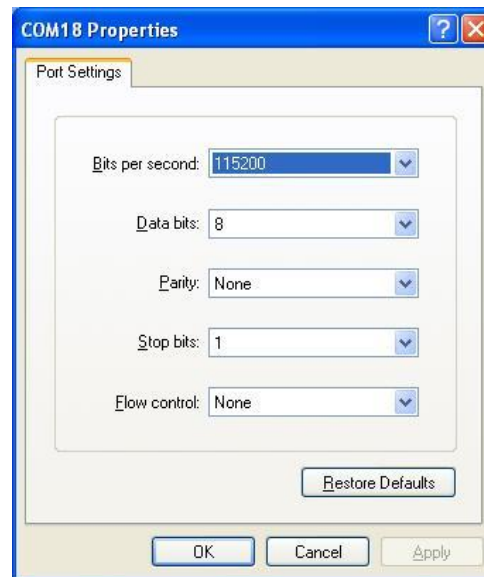 COM18 Properties
Port Settings
Bits per second: 115200
Data bits: 8
Parity: None
Stop bits: 1
Flow control: None
Restore Defaults
OK Cancel Apply